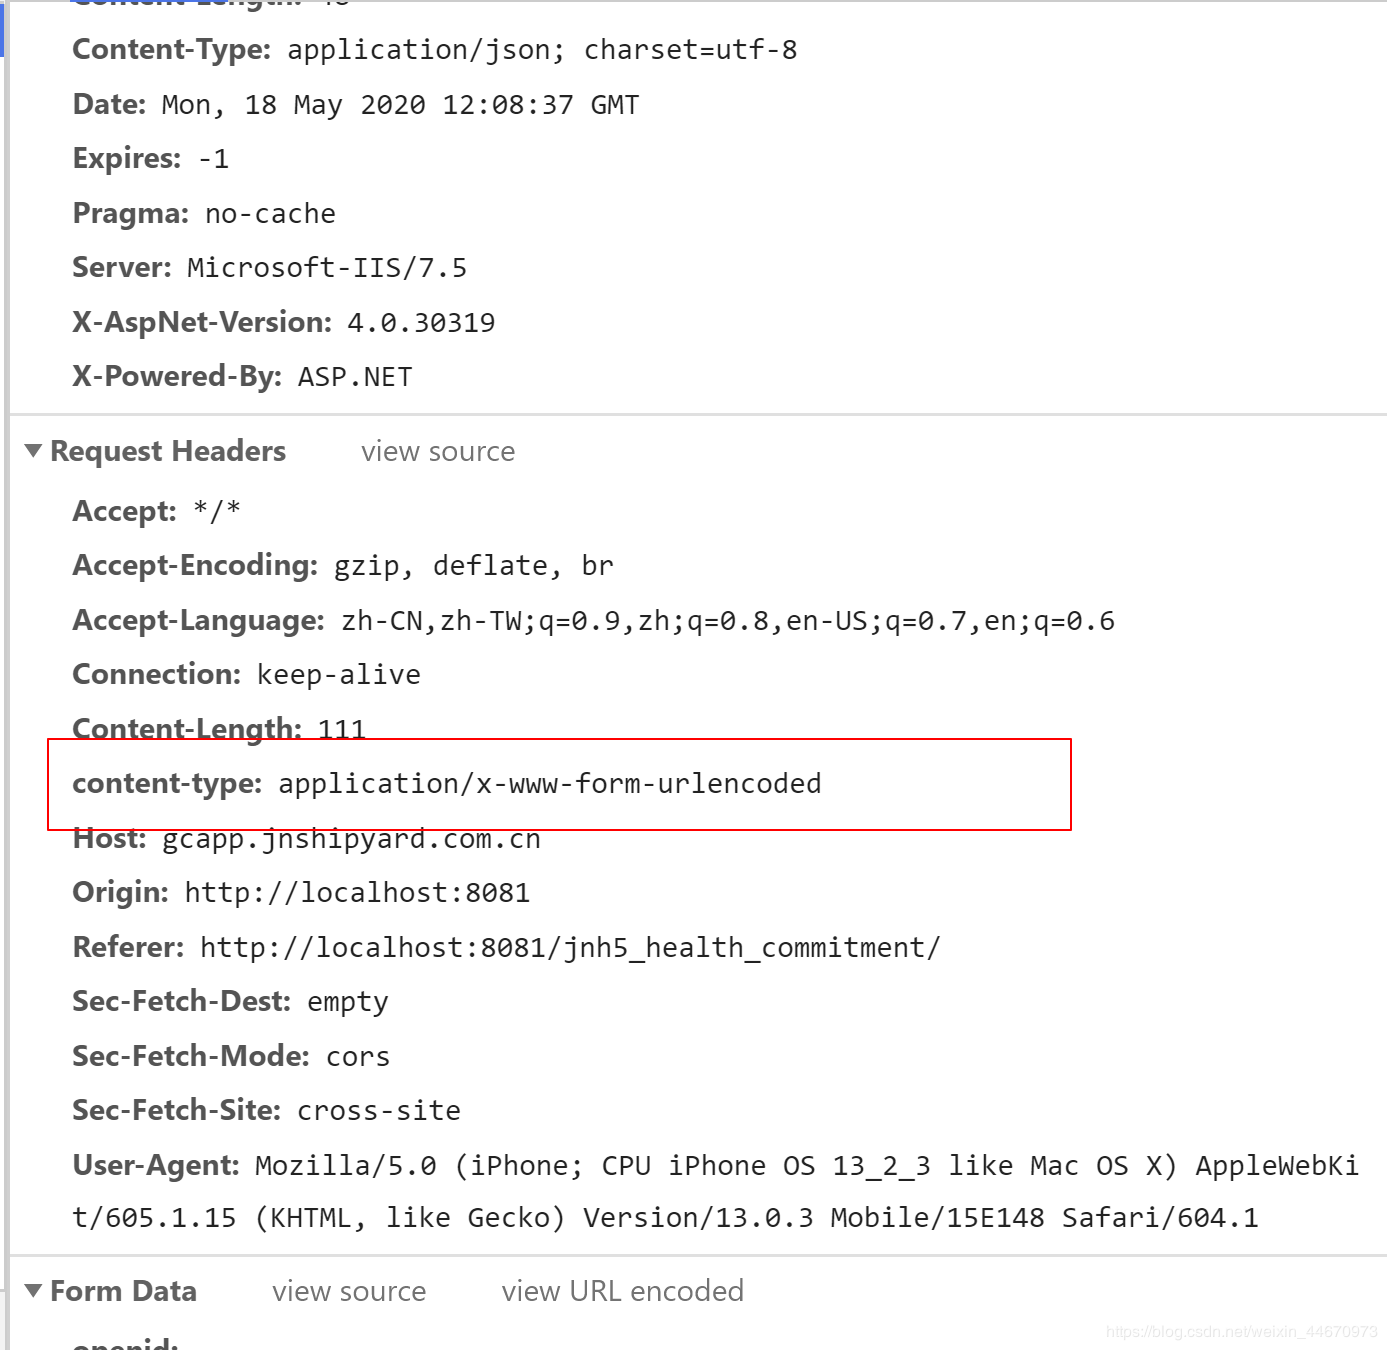 Content-Length: 48
Content-Type: application/json; charset=utf-8
Date: Mon, 18 May 2020 12:08:37 GMT
Expires: -1
Pragma: no-cache
Server: Microsoft-IIS/7.5
X-AspNet-Version: 4.0.30319
X-Powered-By: ASP.NET
Request Headers view source
Accept: */*
Accept-Encoding: gzip, deflate, br
Accept-Language: zh-CN,zh-TW;q=0.9,zh;q=0.8,en-US;q=0.7,en;q=0.6
Connection: keep-alive
Content-Length: 111
content-type: application/x-www-form-urlencoded
Host: gcapp.jnshipyard.com.cn
Origin: http://localhost:8081
Referer: http://localhost:8081/jnh5_health_commitment/
Sec-Fetch-Dest: empty
Sec-Fetch-Mode: cors
Sec-Fetch-Site: cross-site
User-Agent: Mozilla/5.0 (iPhone; CPU iPhone OS 13_2_3 like Mac OS X) AppleWebKi
t/605.1.15 (KHTML, like Gecko) Version/13.0.3 Mobile/15E148 Safari/604.1
Form Data view source view URL encoded
openid:
https://blog.csdn.net/weixin_44670973